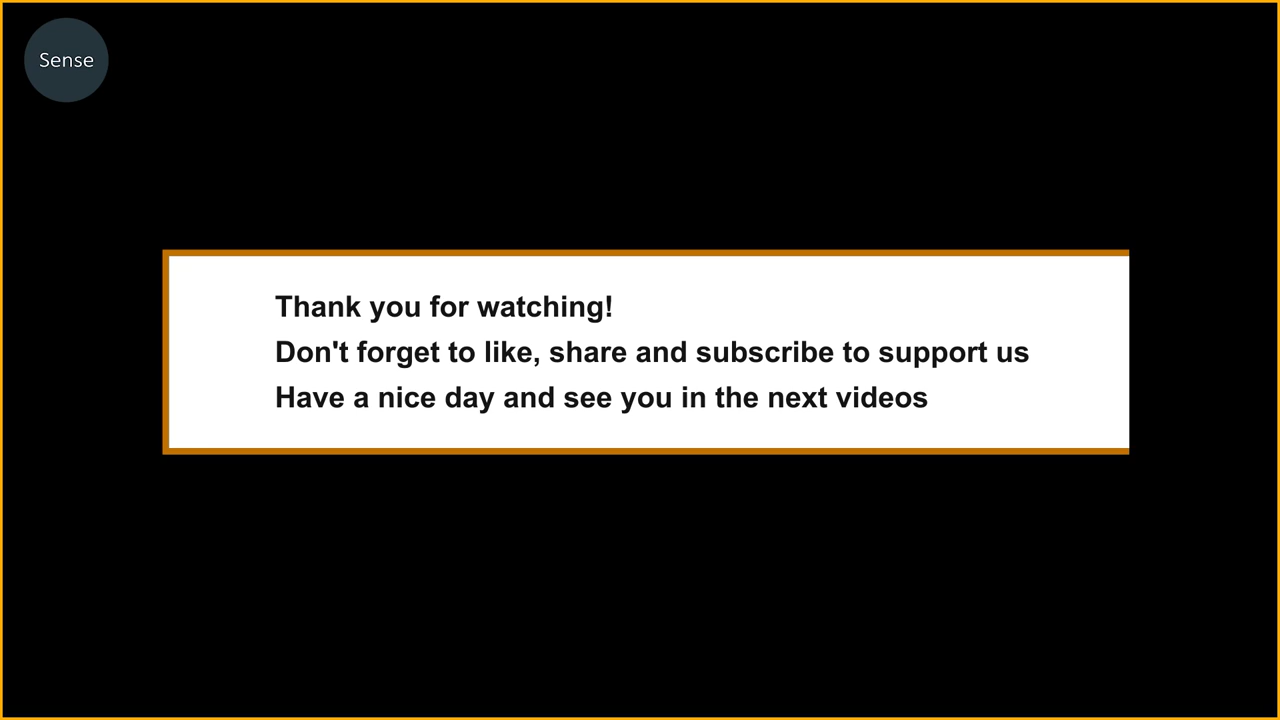 Sense
Thank you for watching!
Don't forget to like, share and subscribe to support us
Have a nice day and see you in the next videos